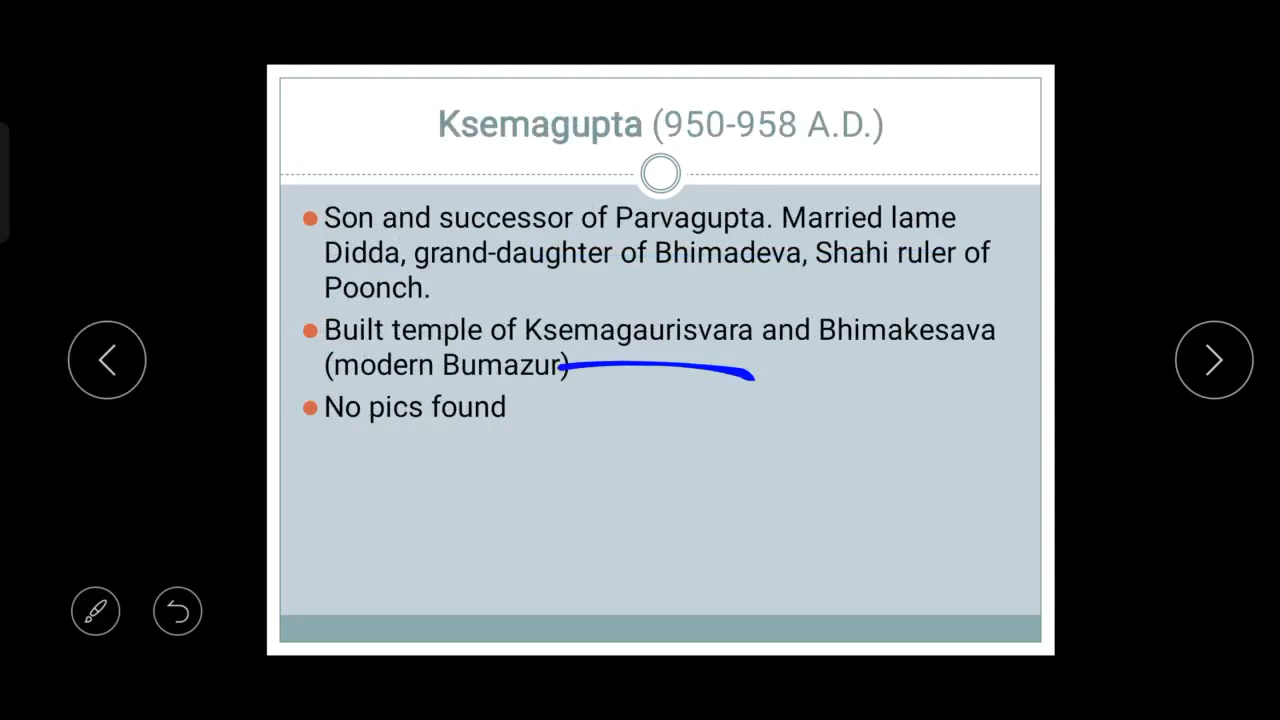 Ksemagupta (950-958 A.D.)
Son and successor of Parvagupta. Married lame
Didda, grand-daughter of Bhimadeva, Shahi ruler of
Poonch.
Built temple of Ksemagaurisvara and Bhimakesava
(modern Bumazur)
No pics found